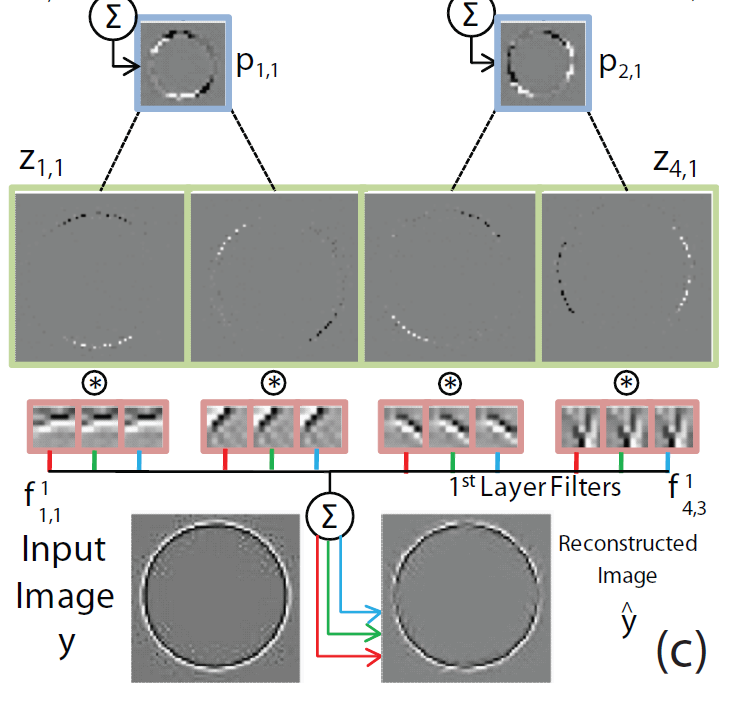 Σ
Σ
p1,1
p2,1
z1,1
z4,1
⊛
⊛
⊛
⊛
f 1 1,1
1st Layer Filters
f 1 4,3
Σ
Input
Image
y
Reconstructed
Image
ŷ
(c)